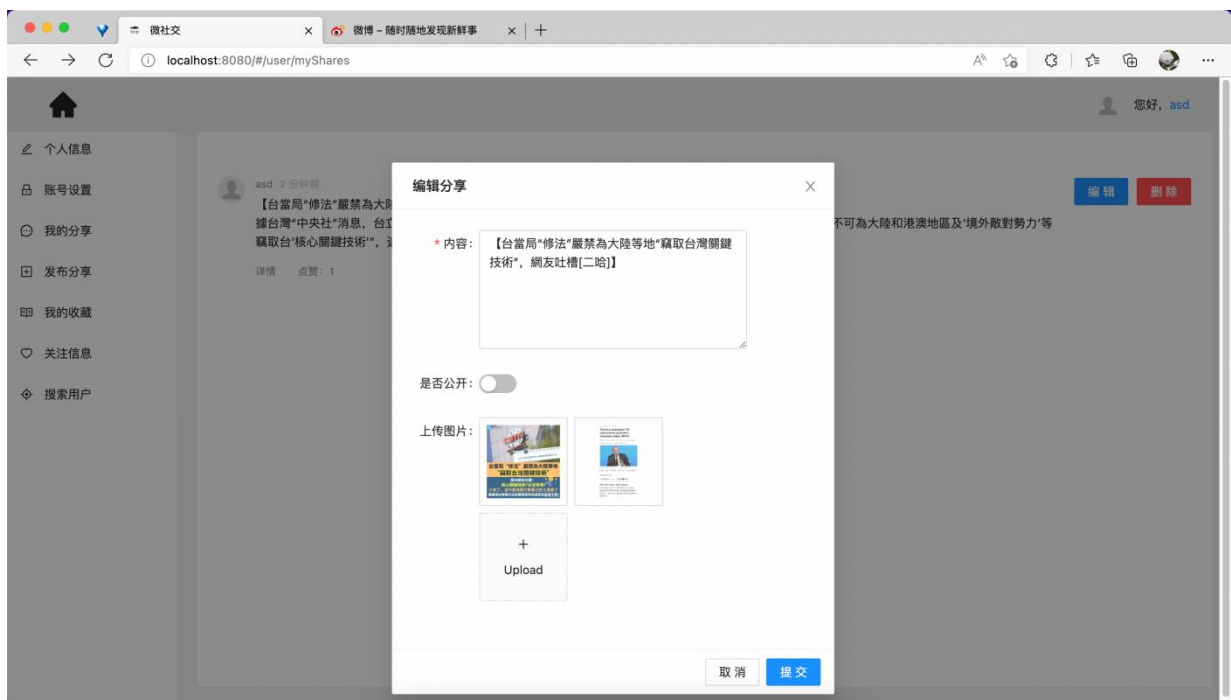 微社交
微博 – 随时随地发现新鲜事
localhost:8080/#/user/myShares
您好，asd
个人信息
账号设置
我的分享
发布分享
我的收藏
关注信息
搜索用户
asd 2 分钟前
【台當局“修法”嚴禁為大陸
據台灣“中央社”消息，台立
不可為大陸和港澳地區及‘境外敵對勢力’等
竊取台‘核心關鍵技術’”，
详情 点赞：1
编 辑
删 除
编辑分享
* 内容：
【台當局“修法”嚴禁為大陸等地“竊取台灣關鍵
技術”，網友吐槽[二哈]】
是否公开：
上传图片：
台當局“修法”嚴禁為大陸等地
“竊取台灣關鍵技術”
+
Upload
取 消
提 交